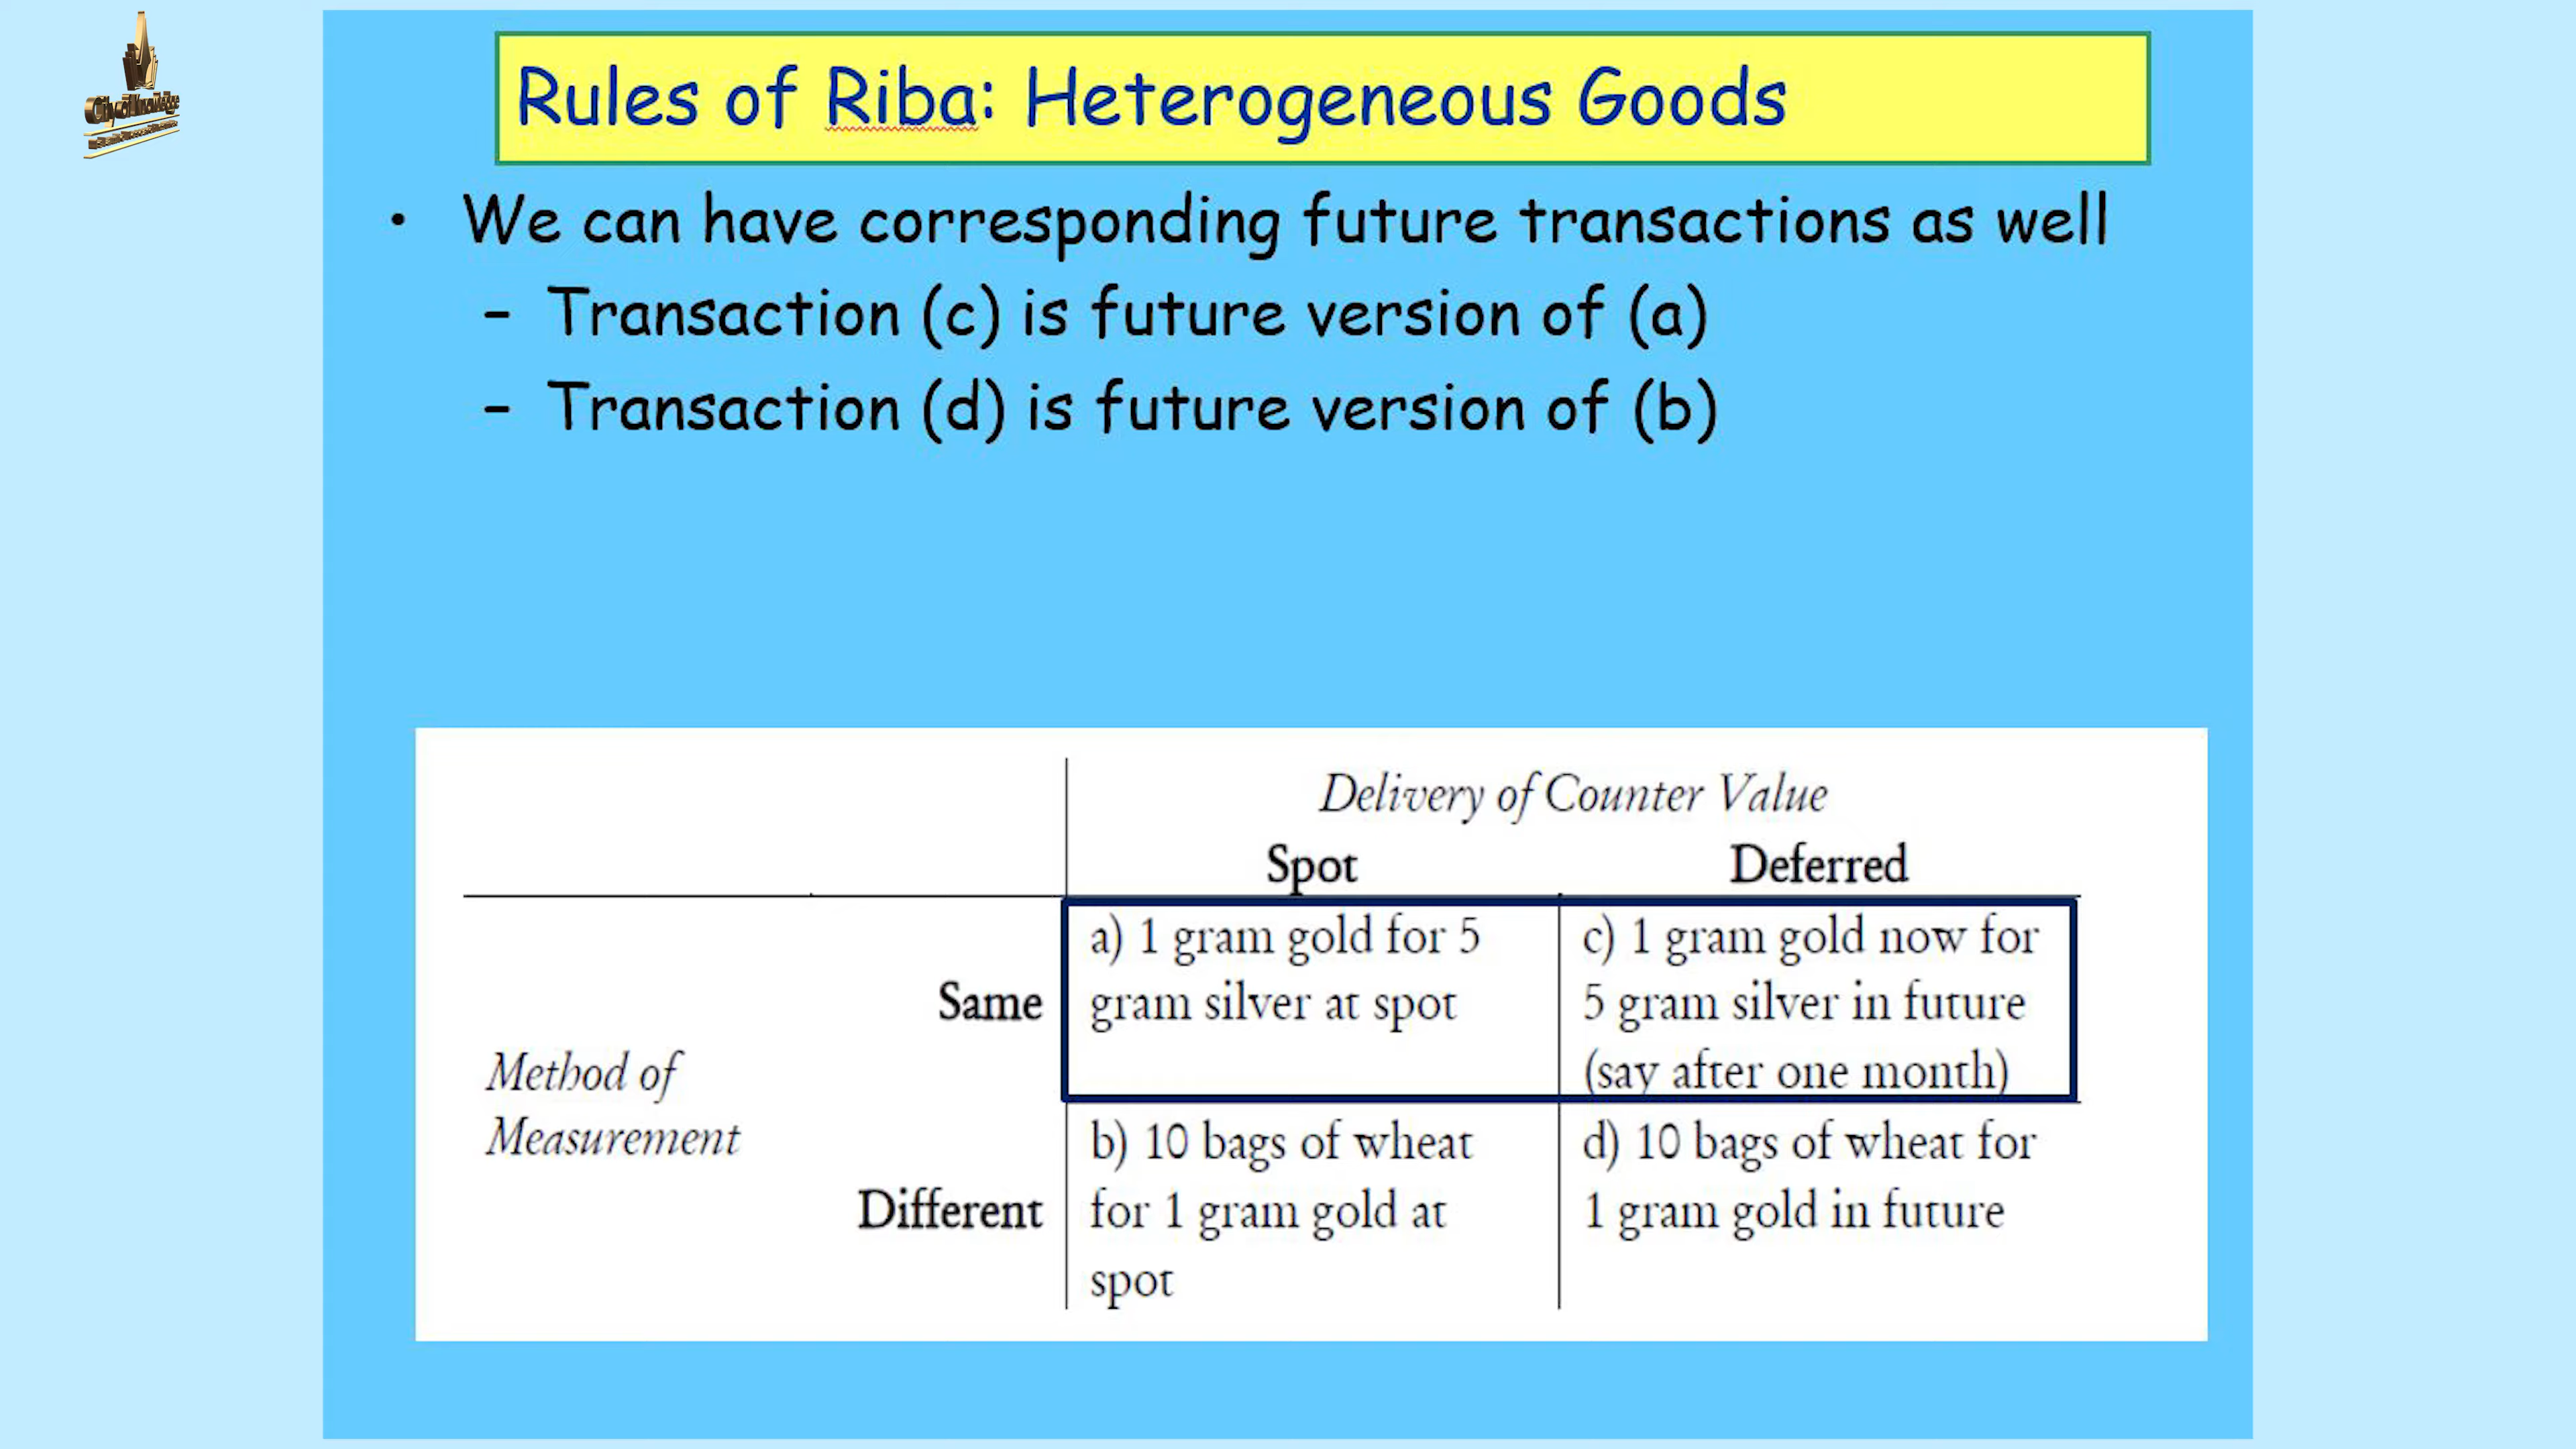 City of Knowledge
Rules of Riba: Heterogeneous Goods
• We can have corresponding future transactions as well
– Transaction (c) is future version of (a)
– Transaction (d) is future version of (b)
Delivery of Counter Value
Spot Deferred
Same
a) 1 gram gold for 5
gram silver at spot
c) 1 gram gold now for
5 gram silver in future
(say after one month)
Method of
Measurement
Different
b) 10 bags of wheat
for 1 gram gold at
spot
d) 10 bags of wheat for
1 gram gold in future